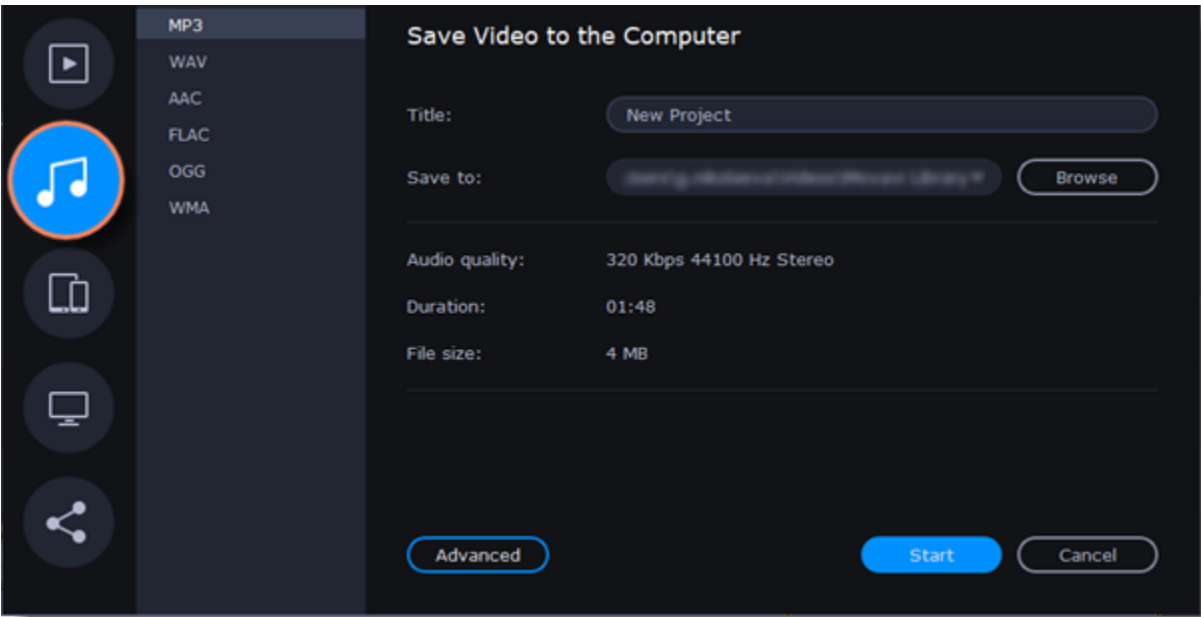 MP3
WAV
AAC
FLAC
OGG
WMA
Save Video to the Computer
Title: New Project
Save to:
Browse
Audio quality: 320 Kbps 44100 Hz Stereo
Duration: 01:48
File size: 4 MB
Advanced Start Cancel